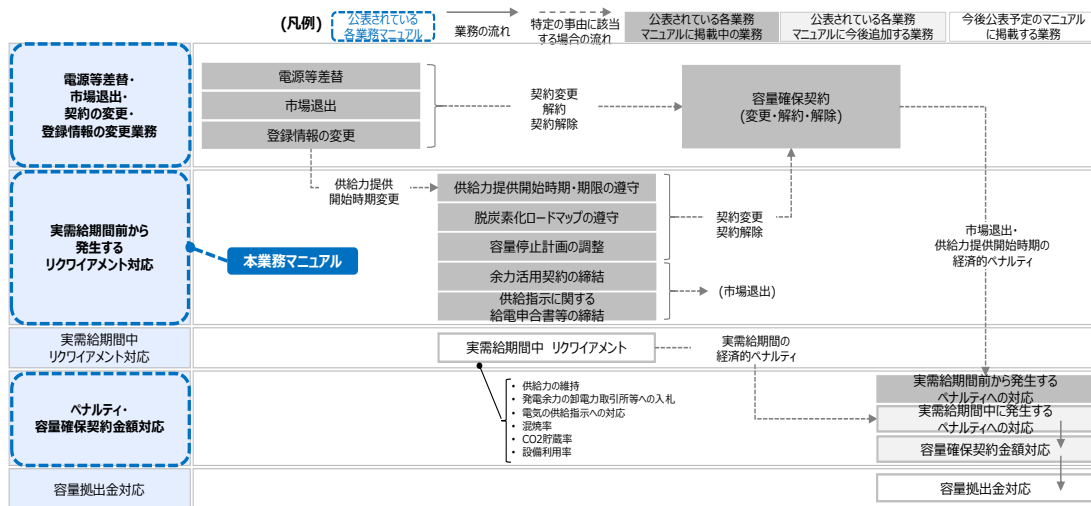 (凡例)
公表されている
各業務マニュアル
業務の流れ
特定の事由に該当
する場合の流れ
公表されている各業務
マニュアルに掲載中の業務
公表されている各業務
マニュアルに今後追加する業務
今後公表予定のマニュアル
に掲載する業務
電源等差替・
市場退出・
契約の変更・
登録情報の変更業務
電源等差替
市場退出
登録情報の変更
契約変更
解約
契約解除
容量確保契約
(変更・解約・解除)
供給力提供
開始時期変更
実需給期間前から
発生する
リクワイアメント対応
本業務マニュアル
供給力提供開始時期・期限の遵守
脱炭素化ロードマップの遵守
容量停止計画の調整
余力活用契約の締結
供給指示に関する
給電申合書等の締結
契約変更
契約解除
(市場退出)
市場退出・
供給力提供開始時期の
経済的ペナルティ
実需給期間中
リクワイアメント対応
実需給期間中 リクワイアメント
実需給期間の
経済的ペナルティ
• 供給力の維持
• 発電余力の卸電力取引所等への入札
• 電気の供給指示への対応
• 混焼率
• CO2貯蔵率
• 設備利用率
ペナルティ・
容量確保契約金額対応
実需給期間前から発生する
ペナルティへの対応
実需給期間中に発生する
ペナルティへの対応
容量確保契約金額対応
容量拠出金対応
容量拠出金対応